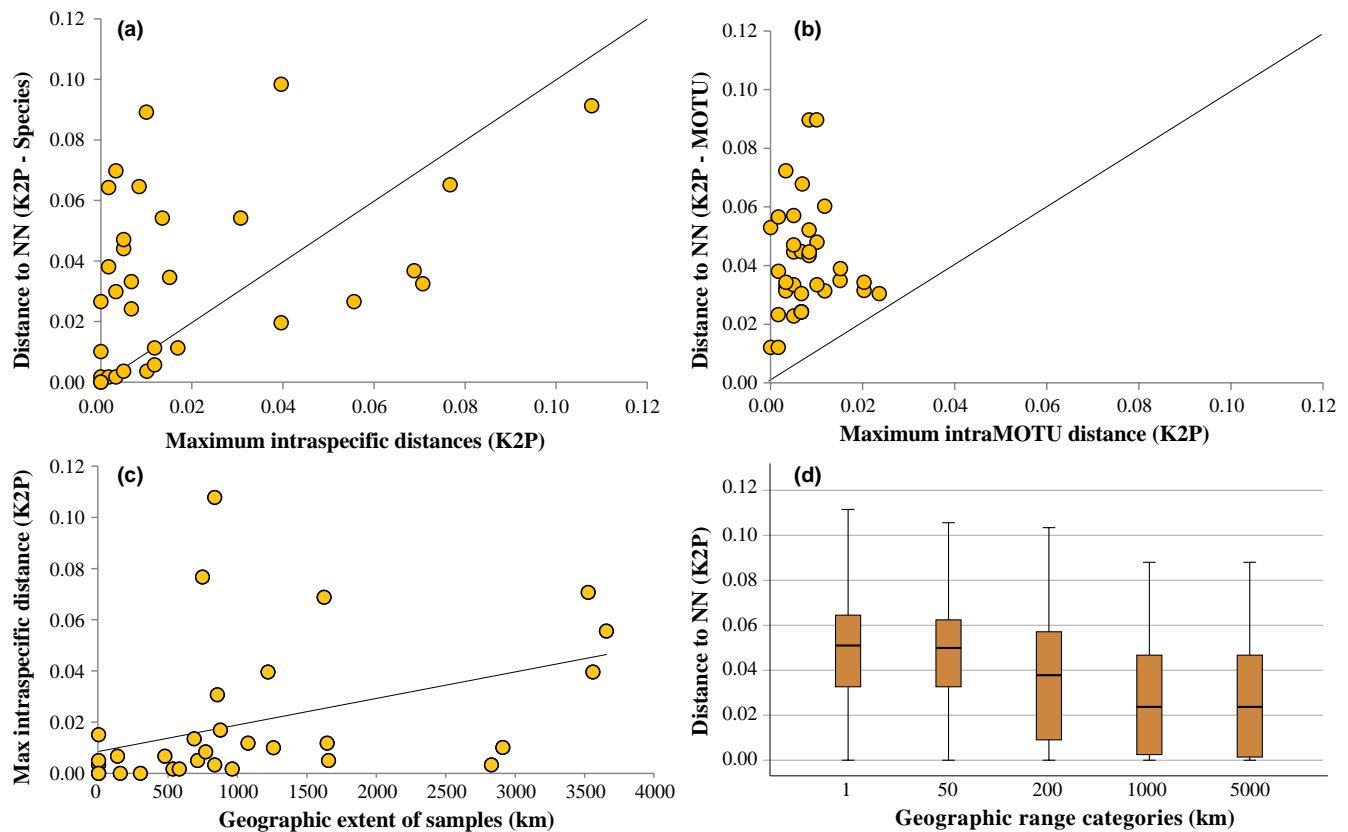 (a)
Distance to NN (K2P - Species)
0.12
0.10
0.08
0.06
0.04
0.02
0.00
0.00 0.02 0.04 0.06 0.08 0.10 0.12
Maximum intraspecific distances (K2P)
(b)
Distance to NN (K2P - MOTU)
0.12
0.10
0.08
0.06
0.04
0.02
0.00
0.00 0.02 0.04 0.06 0.08 0.10 0.12
Maximum intraMOTU distance (K2P)
(c)
Max intraspecific distance (K2P)
0.12
0.10
0.08
0.06
0.04
0.02
0.00
0 500 1000 1500 2000 2500 3000 3500 4000
Geographic extent of samples (km)
(d)
Distance to NN (K2P)
0.12
0.10
0.08
0.06
0.04
0.02
0.00
1 50 200 1000 5000
Geographic range categories (km)